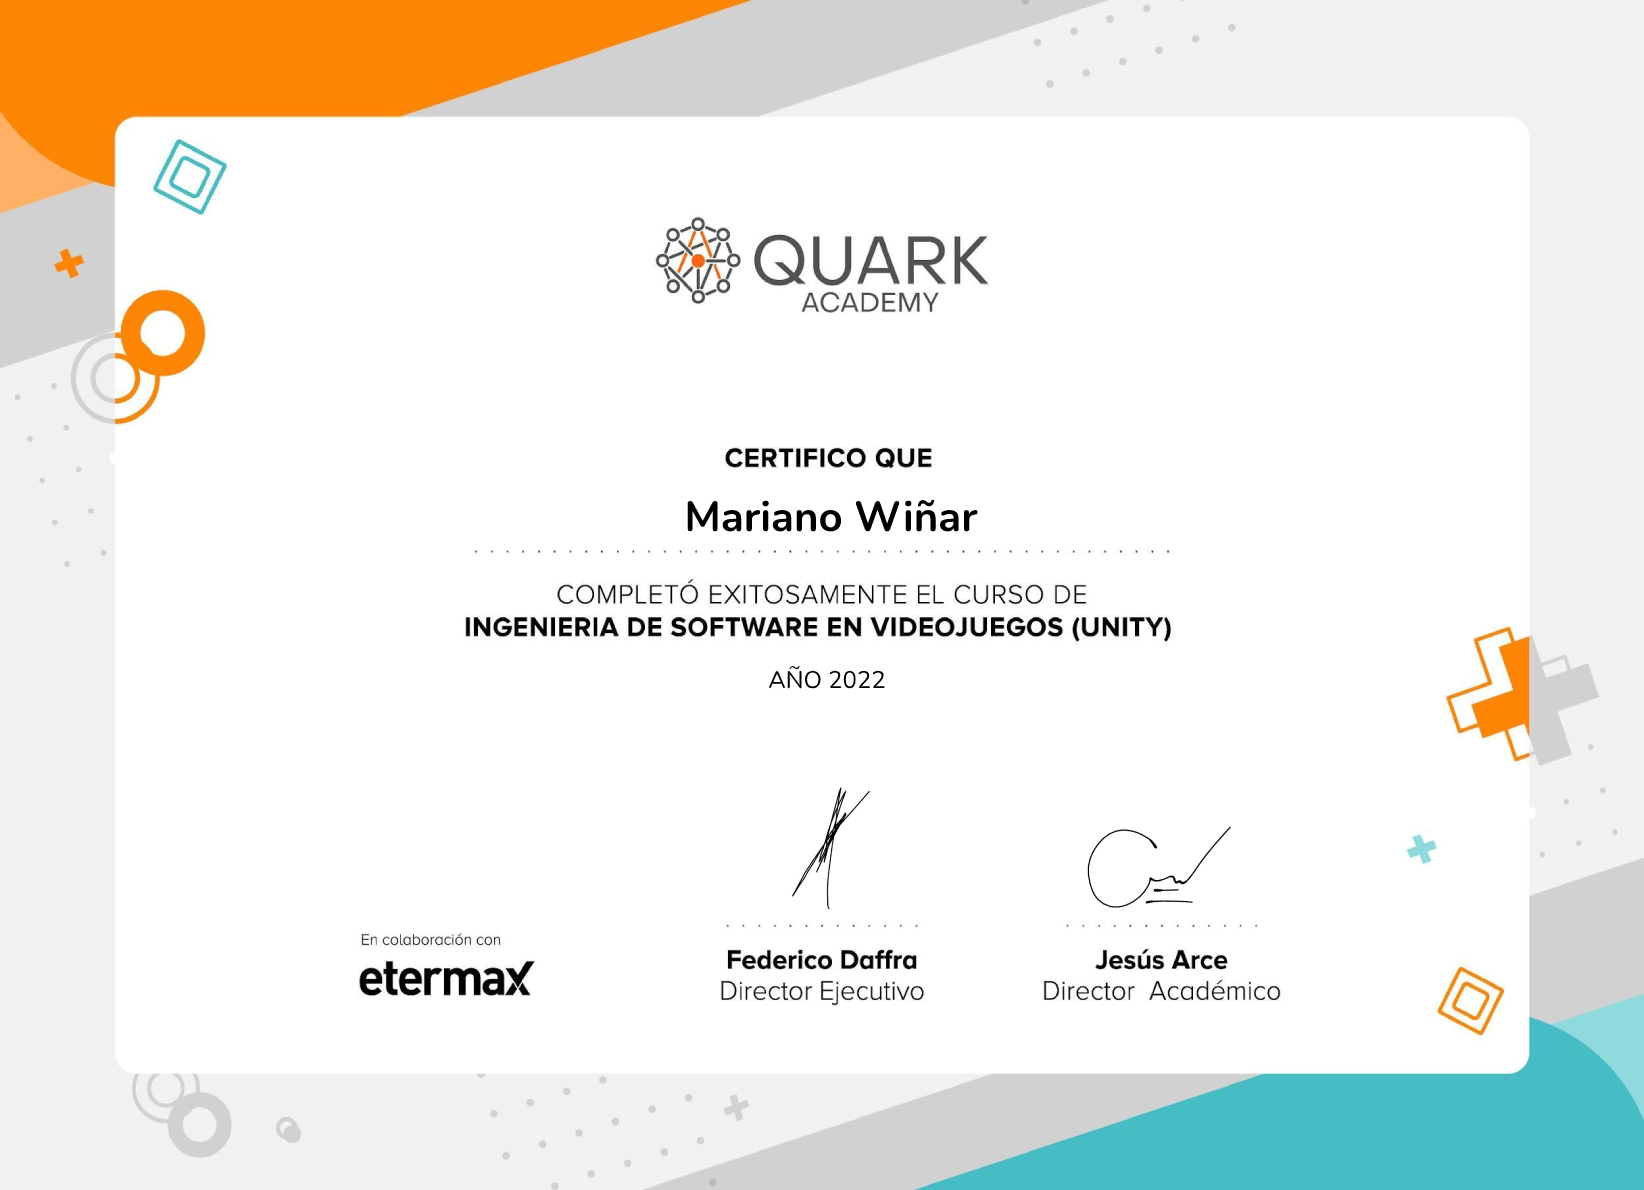 QUARK
ACADEMY
CERTIFICO QUE
Mariano Wiñar
COMPLETÓ EXITOSAMENTE EL CURSO DE
INGENIERIA DE SOFTWARE EN VIDEOJUEGOS (UNITY)
AÑO 2022
En colaboración con
etermax
Federico Daffra
Director Ejecutivo
Jesús Arce
Director Académico